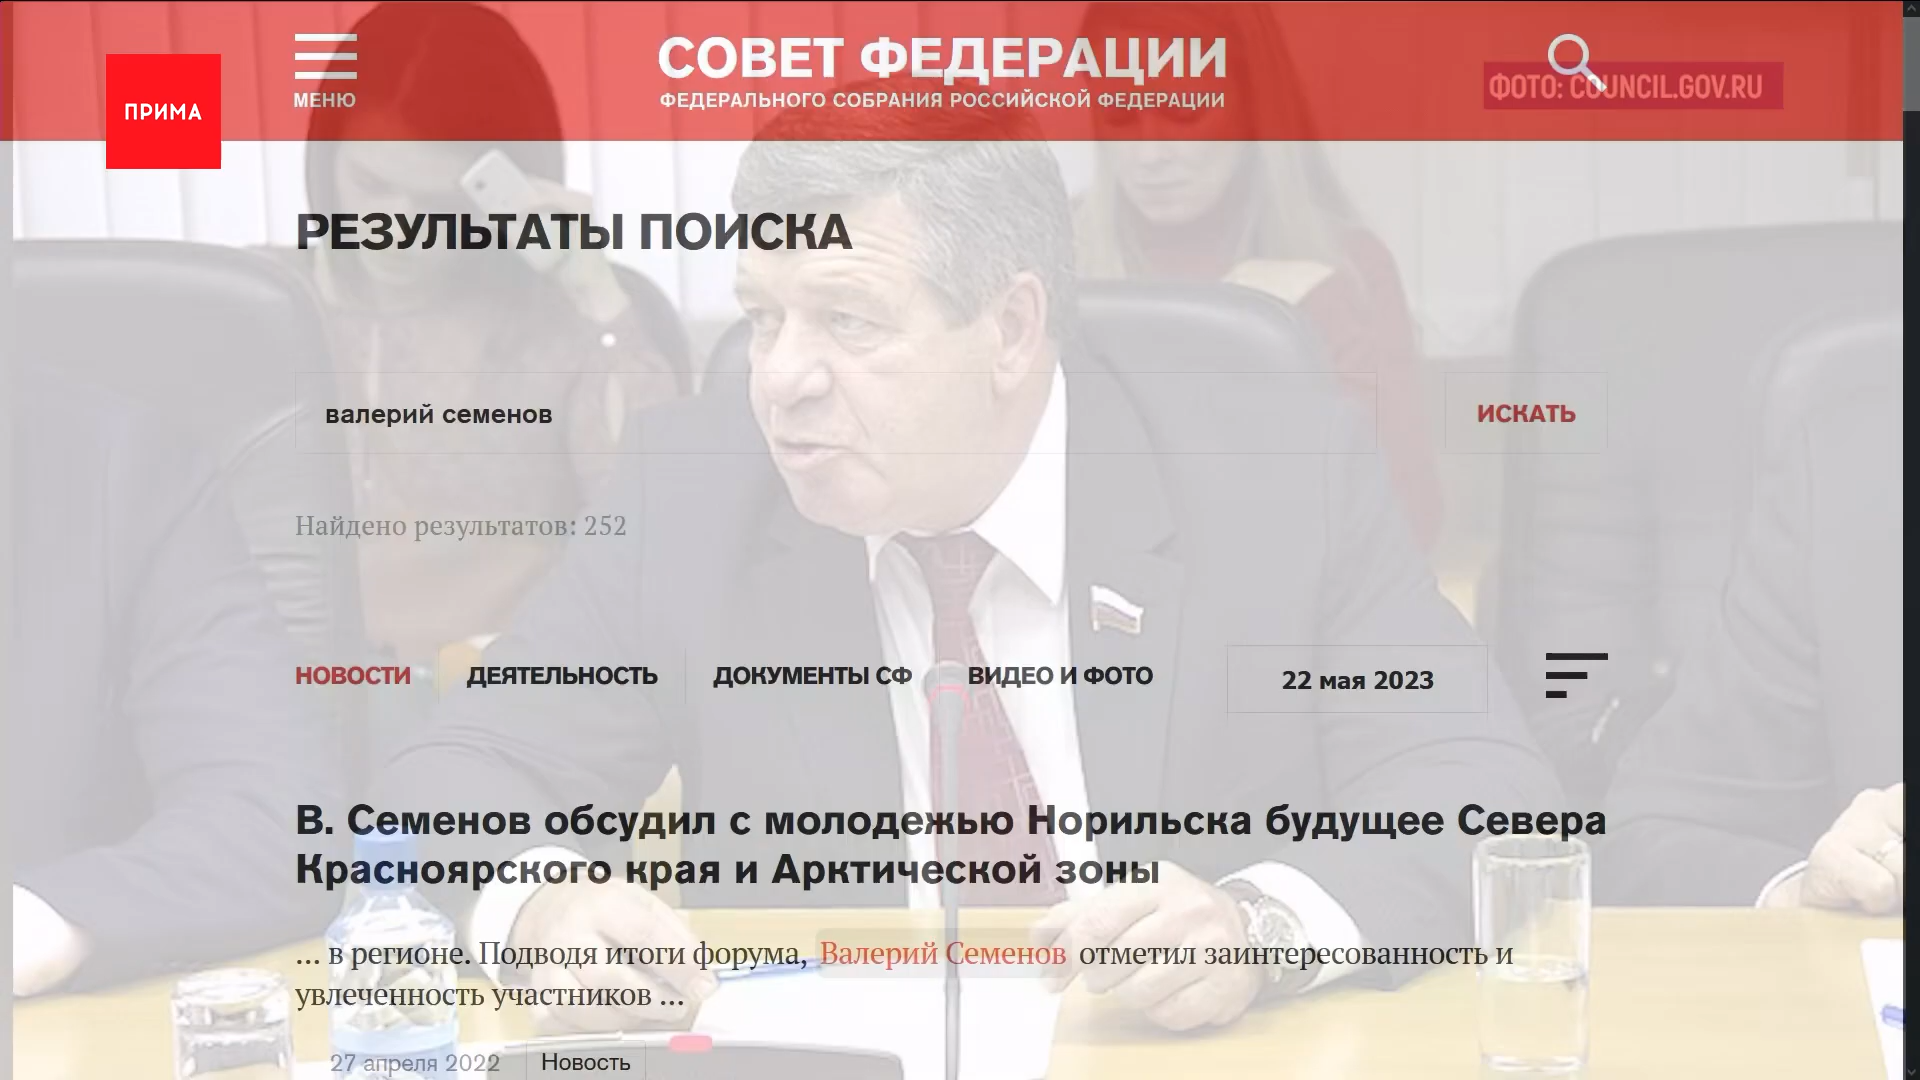 ПРИМА
МЕНЮ
СОВЕТ ФЕДЕРАЦИИ
ФЕДЕРАЛЬНОГО СОБРАНИЯ РОССИЙСКОЙ ФЕДЕРАЦИИ
ФОТО: COUNCIL.GOV.RU
РЕЗУЛЬТАТЫ ПОИСКА
валерий семенов
ИСКАТЬ
Найдено результатов: 252
НОВОСТИ ДЕЯТЕЛЬНОСТЬ ДОКУМЕНТЫ СФ ВИДЕО И ФОТО 22 мая 2023
В. Семенов обсудил с молодежью Норильска будущее Севера
Красноярского края и Арктической зоны
... в регионе. Подводя итоги форума, Валерий Семенов отметил заинтересованность и
увлеченность участников ...
27 апреля 2022 Новость